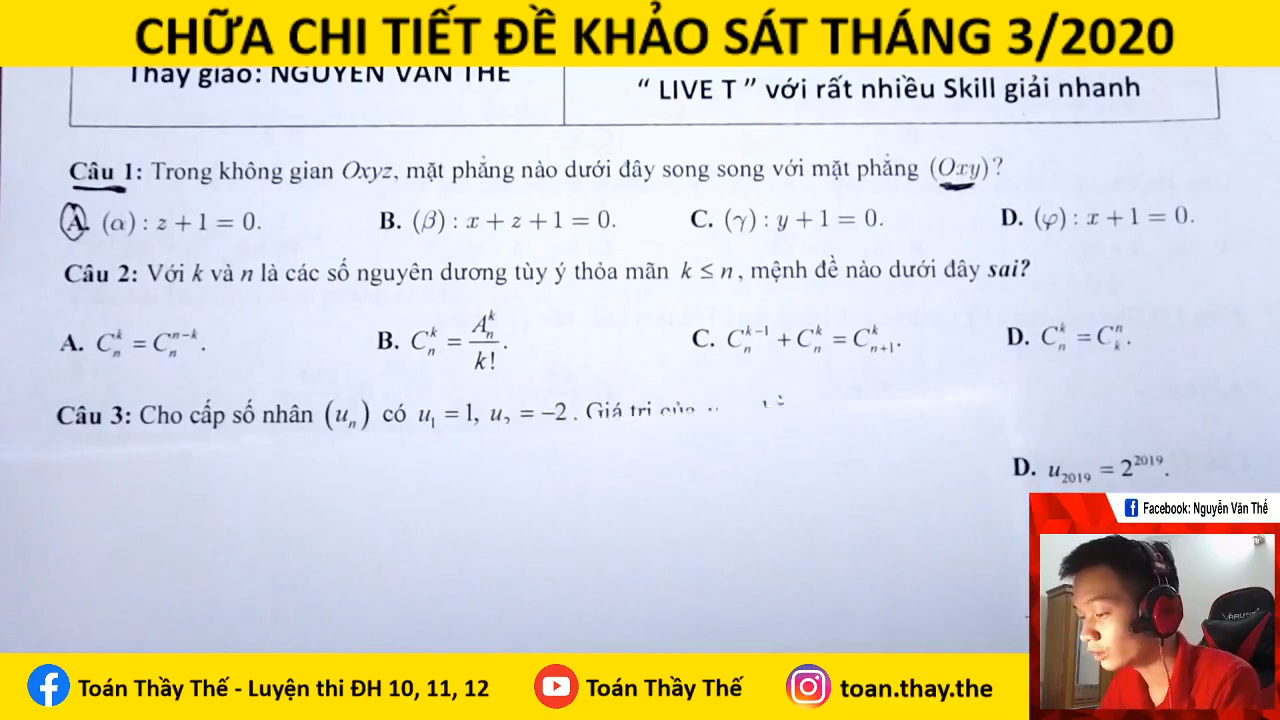 CHỮA CHI TIẾT ĐỀ KHẢO SÁT THÁNG 3/2020
Thầy giáo: NGUYỄN VĂN THẾ
“ LIVE T ” với rất nhiều Skill giải nhanh
Câu 1: Trong không gian Oxyz, mặt phẳng nào dưới đây song song với mặt phẳng (Oxy)?
A. (α) : z + 1 = 0. B. (β) : x + z + 1 = 0. C. (γ) : y + 1 = 0. D. (φ) : x + 1 = 0.
Câu 2: Với k và n là các số nguyên dương tùy ý thỏa mãn k ≤ n, mệnh đề nào dưới đây sai?
A. C_n^k = C_n^{n-k}. B. C_n^k = A_n^k / k!. C. C_n^{k-1} + C_n^k = C_{n+1}^k. D. C_n^k = C_k^n.
Câu 3: Cho cấp số nhân (u_n) có u_1 = 1, u_2 = −2. Giá trị của
D. u_{2019} = 2^{2019}.
Facebook: Nguyễn Văn Thế
Toán Thầy Thế - Luyện thi ĐH 10, 11, 12 Toán Thầy Thế toan.thay.the